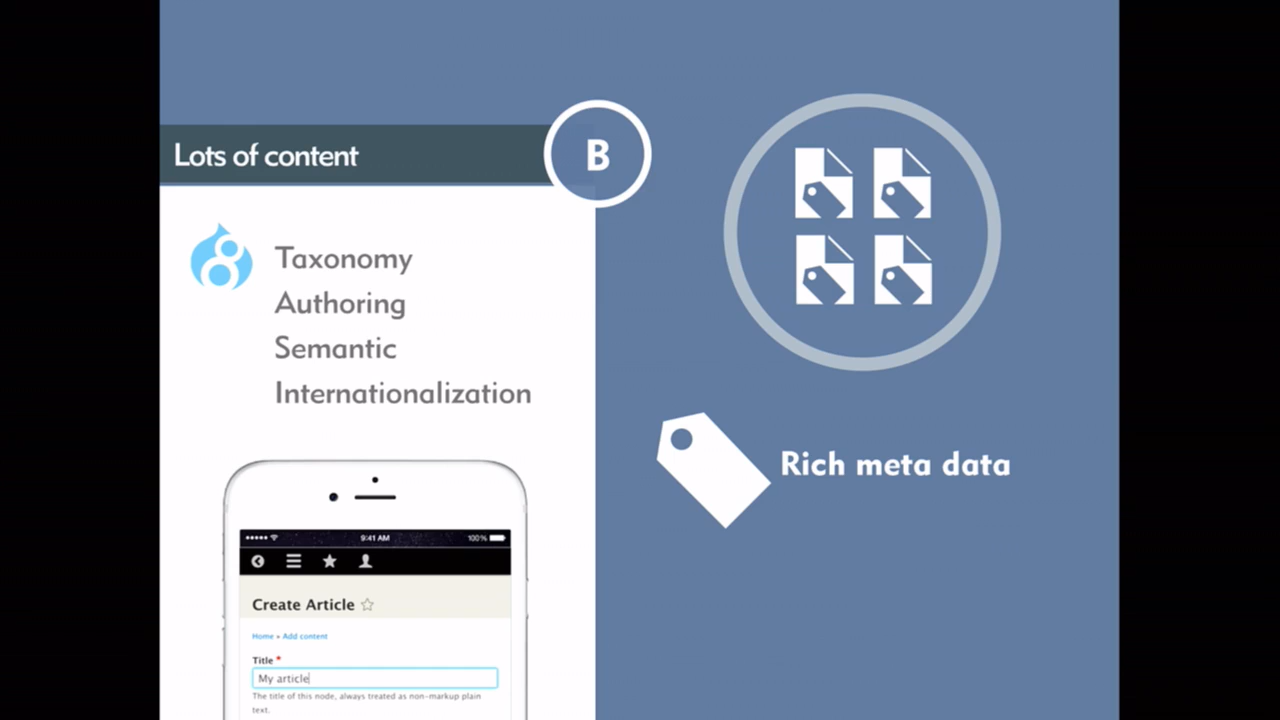 Lots of content
B
Taxonomy
Authoring
Semantic
Internationalization
Rich meta data
9:41 AM
100%
Create Article
Home » Add content
Title *
My article
The title of this node, always treated as non-markup plain
text.